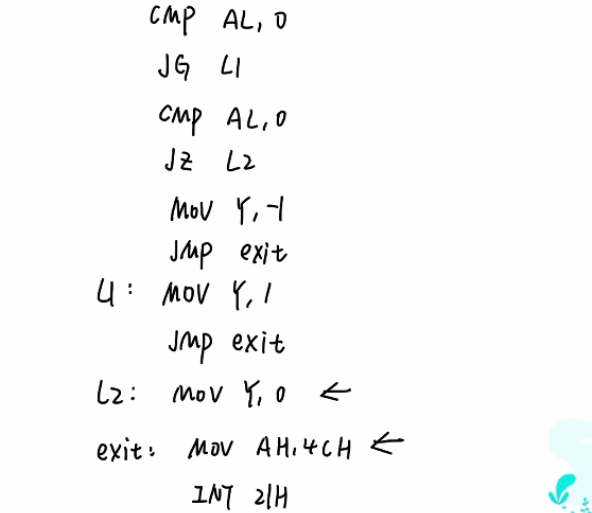 CMP AL, 0
JG L1
CMP AL, 0
JZ L2
MOV Y, -1
JMP exit
L1: MOV Y, 1
JMP exit
L2: MOV Y, 0 ←
exit: MOV AH, 4CH ←
INT 21H